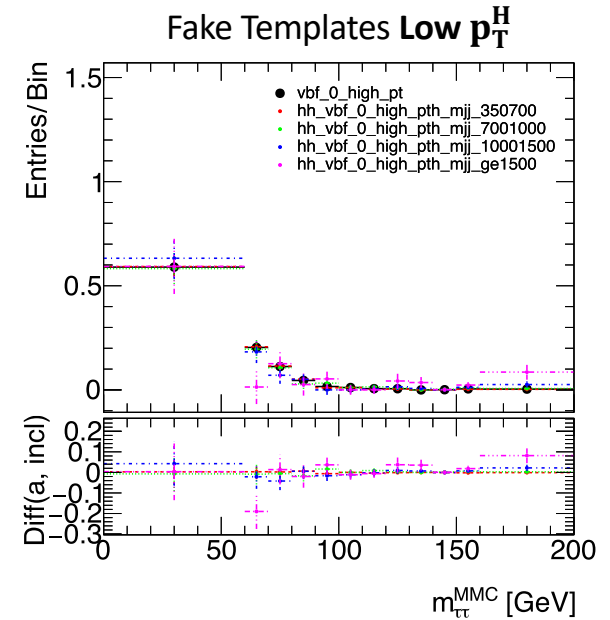 Fake Templates Low p_T^H
Entries/Bin
1.5
1
0.5
0
vbf_0_high_pt
hh_vbf_0_high_pth_mjj_350700
hh_vbf_0_high_pth_mjj_7001000
hh_vbf_0_high_pth_mjj_10001500
hh_vbf_0_high_pth_mjj_ge1500
Diff(a, incl)
0.2
0.1
0
−0.1
−0.2
−0.3
0 50 100 150 200
m_ττ^MMC [GeV]